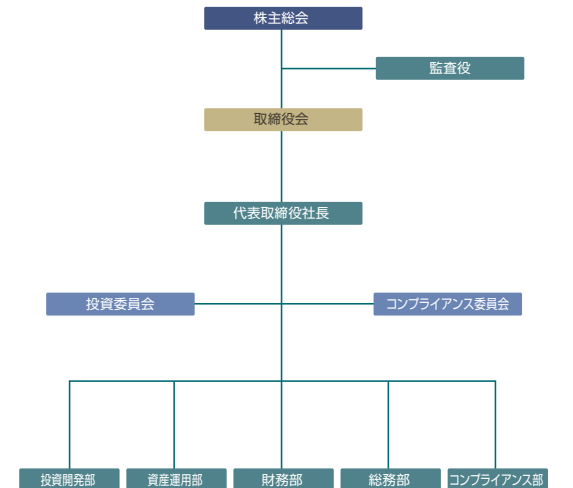 株主総会
監査役
取締役会
代表取締役社長
投資委員会
コンプライアンス委員会
投資開発部
資産運用部
財務部
総務部
コンプライアンス部